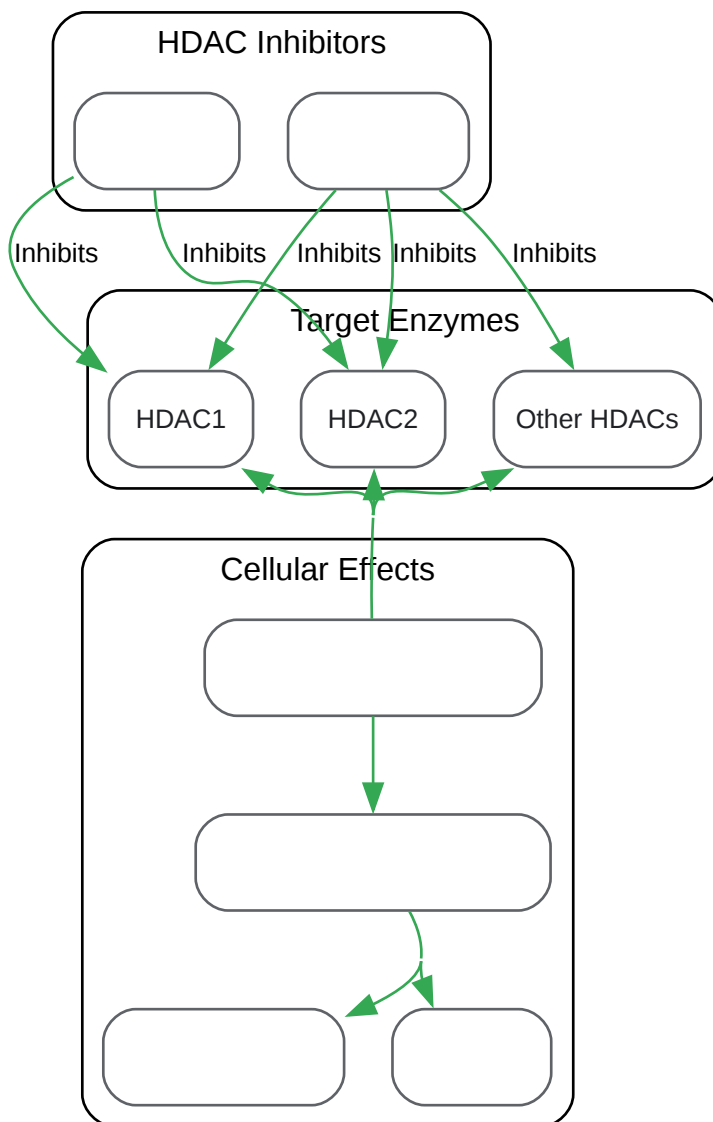 HDAC Inhibitors
Inhibits
Inhibits
Inhibits
Inhibits
Inhibits
Target Enzymes
HDAC1
HDAC2
Other HDACs
Cellular Effects